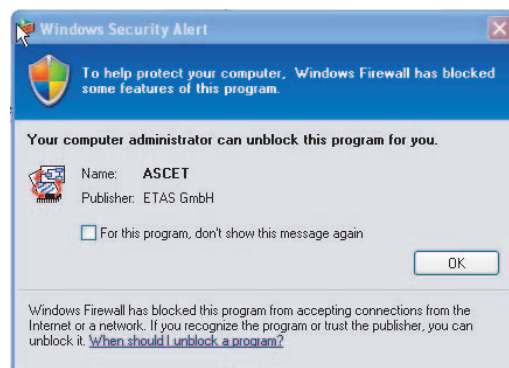 Windows Security Alert
To help protect your computer, Windows Firewall has blocked
some features of this program.
Your computer administrator can unblock this program for you.
Name: ASCET
Publisher: ETAS GmbH
For this program, don't show this message again
OK
Windows Firewall has blocked this program from accepting connections from the
Internet or a network. If you recognize the program or trust the publisher, you can
unblock it. When should I unblock a program?